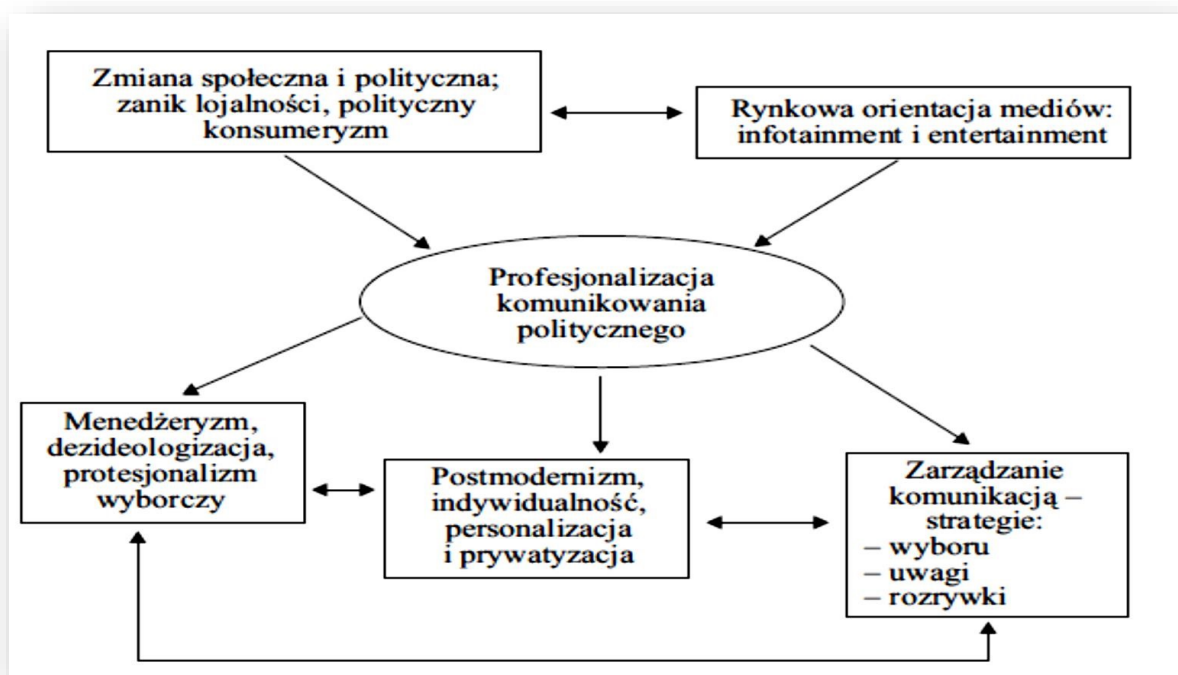 Zmiana społeczna i polityczna;
zanik lojalności, polityczny
konsumeryzm
Rynkowa orientacja mediów:
infotainment i entertainment
Profesjonalizacja
komunikowania
politycznego
Menedżeryzm,
dezideologizacja,
protesjonalizm
wyborczy
Postmodernizm,
indywidualność,
personalizacja
i prywatyzacja
Zarządzanie
komunikacją –
strategie:
– wyboru
– uwagi
– rozrywki